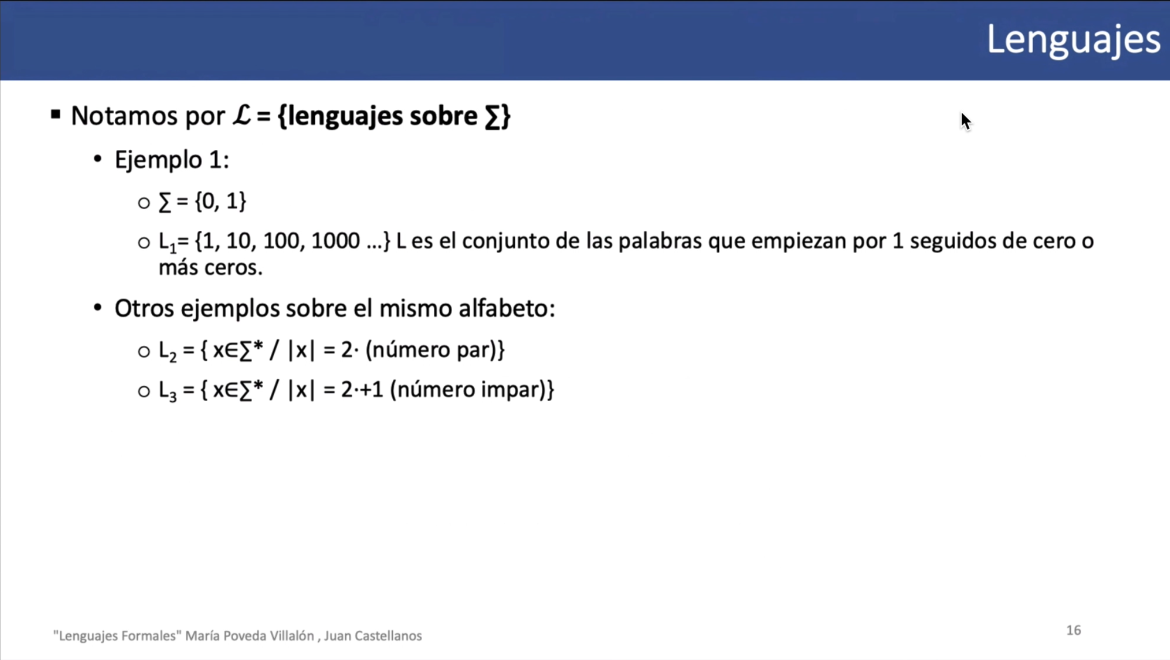 Lenguajes
▪ Notamos por ℒ = {lenguajes sobre ∑}
• Ejemplo 1:
○ ∑ = {0, 1}
○ L₁= {1, 10, 100, 1000 ...} L es el conjunto de las palabras que empiezan por 1 seguidos de cero o
más ceros.
• Otros ejemplos sobre el mismo alfabeto:
○ L₂ = { x∈∑* / |x| = 2· (número par)}
○ L₃ = { x∈∑* / |x| = 2·+1 (número impar)}
"Lenguajes Formales" María Poveda Villalón , Juan Castellanos
16